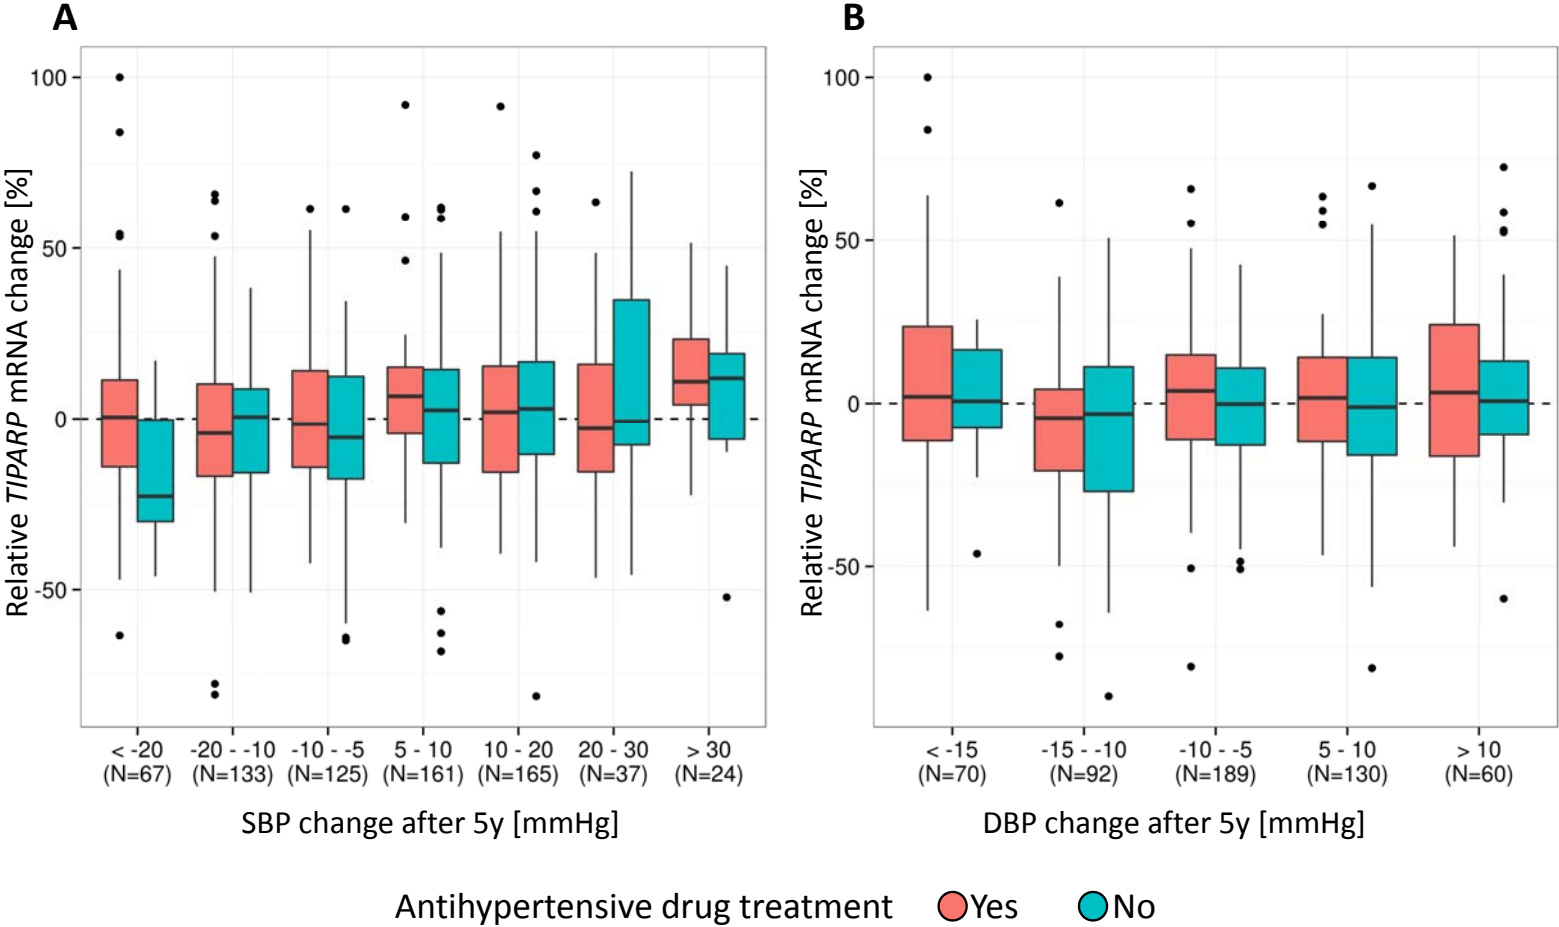 A
B
Relative TIPARP mRNA change [%]
100
50
0
-50
< -20 -20 - -10 -10 - -5 5 - 10 10 - 20 20 - 30 > 30
(N=67) (N=133) (N=125) (N=161) (N=165) (N=37) (N=24)
SBP change after 5y [mmHg]
Relative TIPARP mRNA change [%]
100
50
0
-50
< -15 -15 - -10 -10 - -5 5 - 10 > 10
(N=70) (N=92) (N=189) (N=130) (N=60)
DBP change after 5y [mmHg]
Antihypertensive drug treatment Yes No